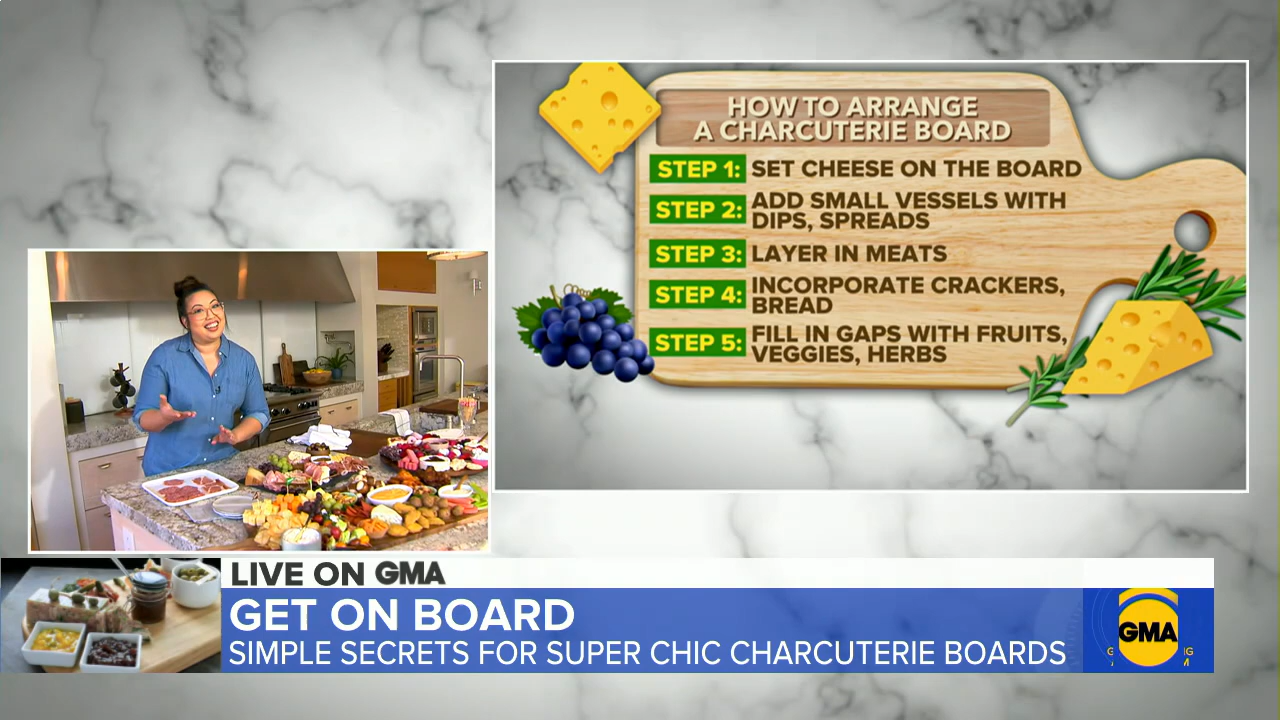 HOW TO ARRANGE
A CHARCUTERIE BOARD
STEP 1: SET CHEESE ON THE BOARD
STEP 2: ADD SMALL VESSELS WITH
DIPS, SPREADS
STEP 3: LAYER IN MEATS
STEP 4: INCORPORATE CRACKERS,
BREAD
STEP 5: FILL IN GAPS WITH FRUITS,
VEGGIES, HERBS
LIVE ON GMA
GET ON BOARD
SIMPLE SECRETS FOR SUPER CHIC CHARCUTERIE BOARDS
GMA